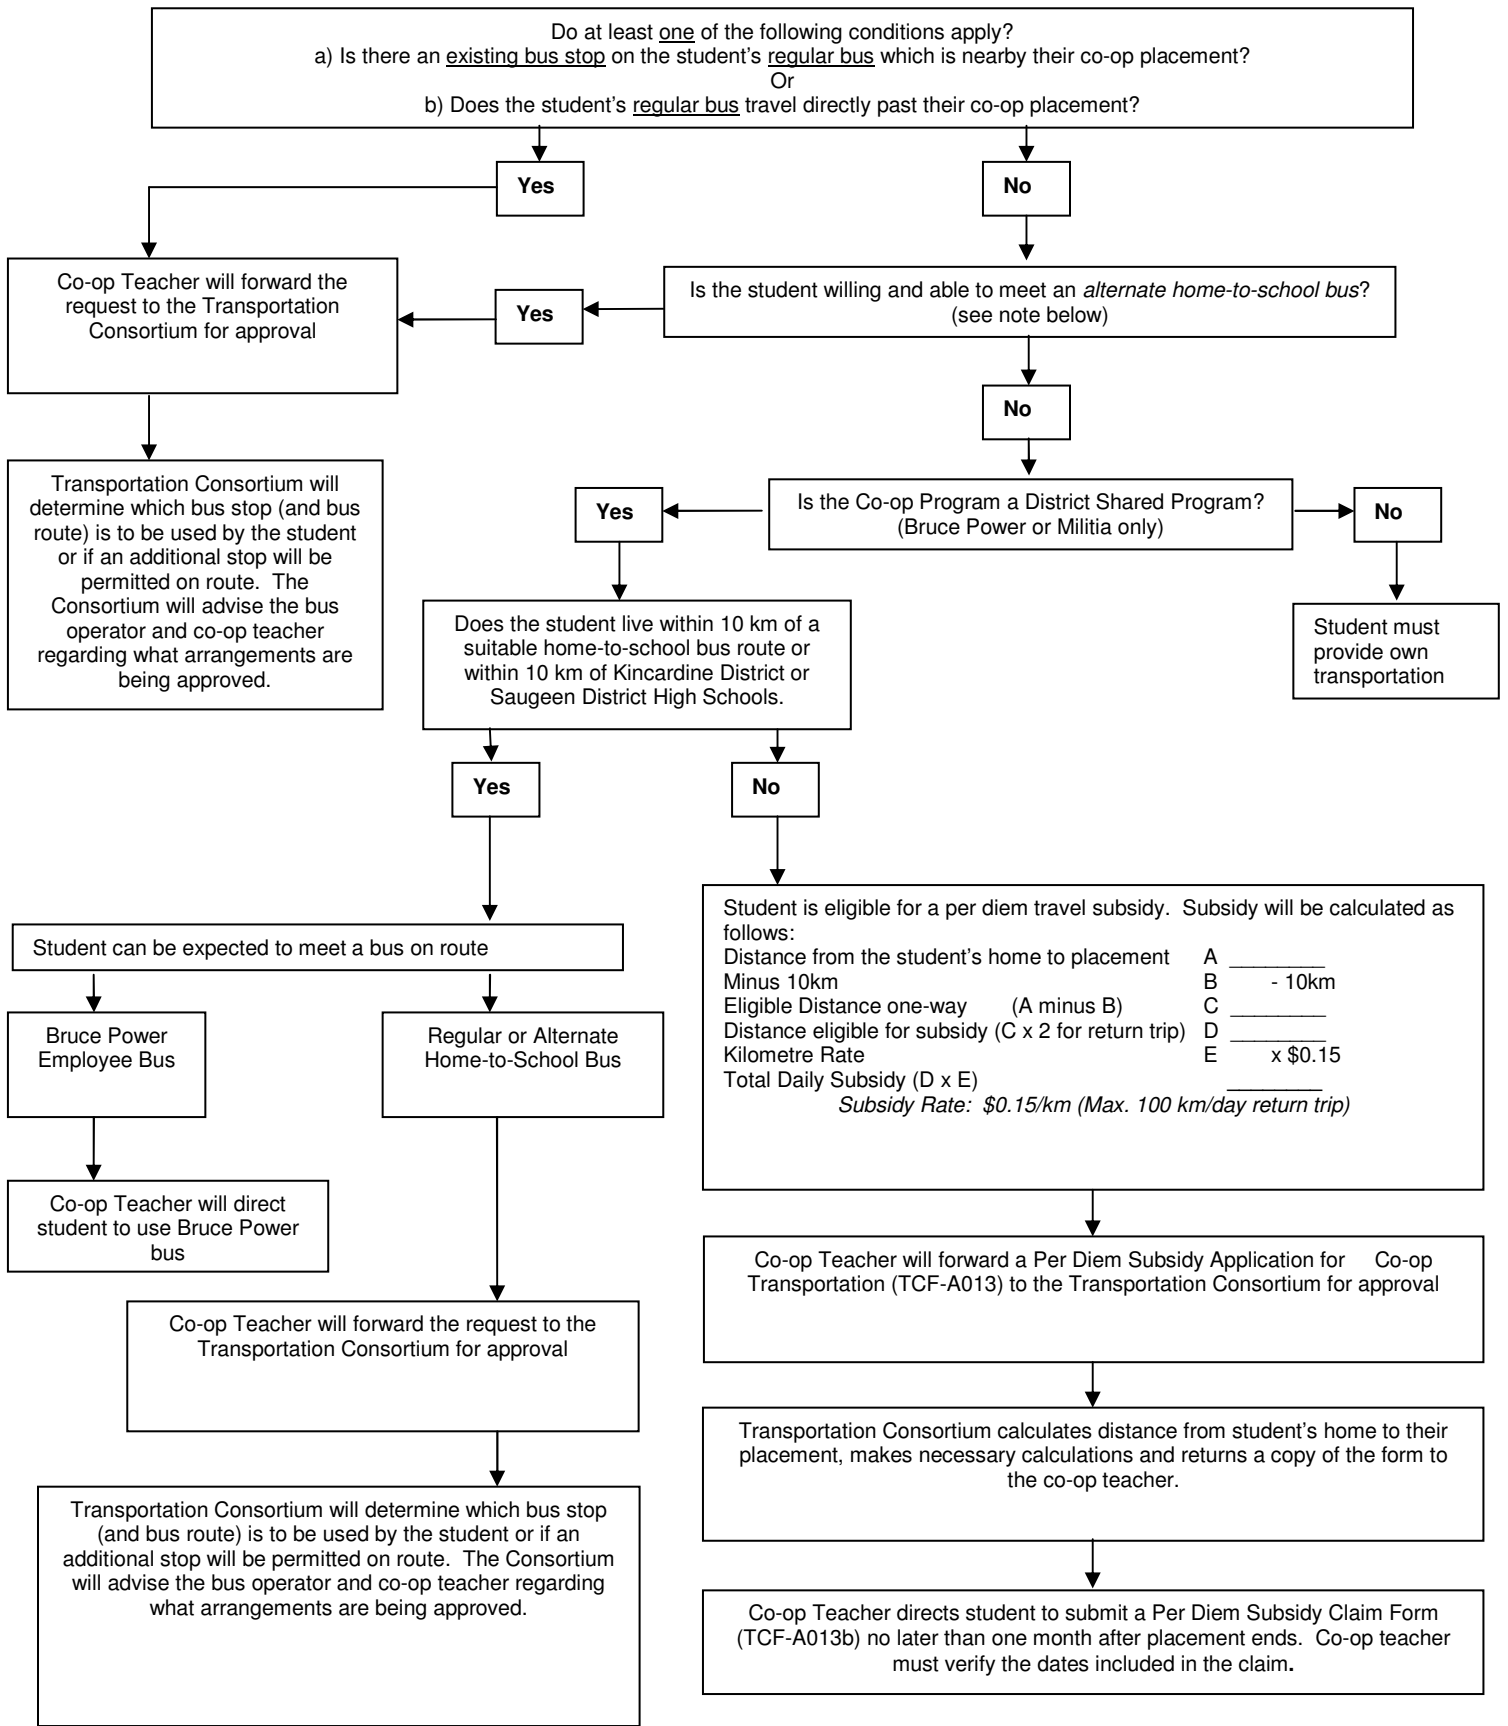 Do at least one of the following conditions apply?
a) Is there an existing bus stop on the student's regular bus which is nearby their co-op placement?
Or
b) Does the student's regular bus travel directly past their co-op placement?
Yes
No
Co-op Teacher will forward the
request to the Transportation
Consortium for approval
Yes
Is the student willing and able to meet an alternate home-to-school bus?
(see note below)
No
Transportation Consortium will
determine which bus stop (and bus
route) is to be used by the student
or if an additional stop will be
permitted on route. The
Consortium will advise the bus
operator and co-op teacher
regarding what arrangements are
being approved.
Yes
Is the Co-op Program a District Shared Program?
(Bruce Power or Militia only)
No
Does the student live within 10 km of a
suitable home-to-school bus route or
within 10 km of Kincardine District or
Saugeen District High Schools.
Student must
provide own
transportation
Yes
No
Student can be expected to meet a bus on route
Bruce Power
Employee Bus
Regular or Alternate
Home-to-School Bus
Co-op Teacher will direct
student to use Bruce Power
bus
Co-op Teacher will forward the request to the
Transportation Consortium for approval
Transportation Consortium will determine which bus stop
(and bus route) is to be used by the student or if an
additional stop will be permitted on route. The Consortium
will advise the bus operator and co-op teacher regarding
what arrangements are being approved.
Student is eligible for a per diem travel subsidy. Subsidy will be calculated as
follows:
Distance from the student's home to placement A ________
Minus 10km B - 10km
Eligible Distance one-way (A minus B) C ________
Distance eligible for subsidy (C x 2 for return trip) D ________
Kilometre Rate E x $0.15
Total Daily Subsidy (D x E) ________
Subsidy Rate: $0.15/km (Max. 100 km/day return trip)
Co-op Teacher will forward a Per Diem Subsidy Application for Co-op
Transportation (TCF-A013) to the Transportation Consortium for approval
Transportation Consortium calculates distance from student's home to their
placement, makes necessary calculations and returns a copy of the form to
the co-op teacher.
Co-op Teacher directs student to submit a Per Diem Subsidy Claim Form
(TCF-A013b) no later than one month after placement ends. Co-op teacher
must verify the dates included in the claim.